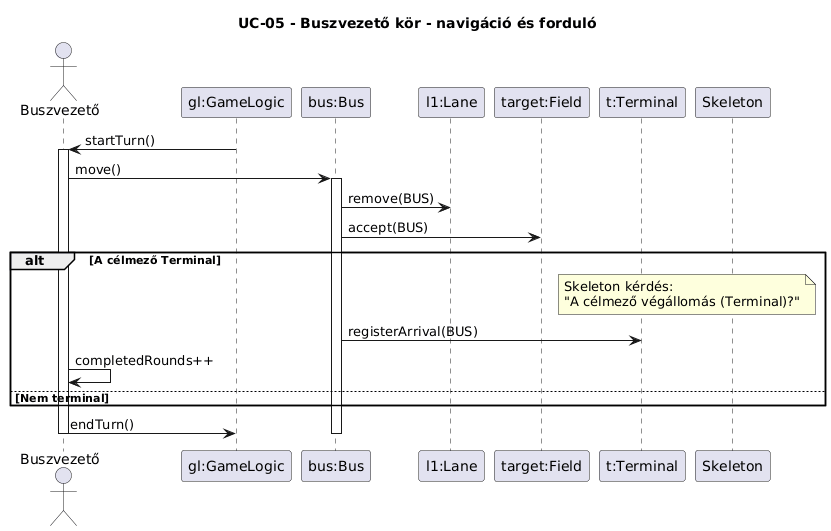 UC-05 - Buszvezető kör - navigáció és forduló
Buszvezető
gl:GameLogic
bus:Bus
l1:Lane
target:Field
t:Terminal
Skeleton
startTurn()
move()
remove(BUS)
accept(BUS)
alt
[A célmező Terminal]
Skeleton kérdés:
"A célmező végállomás (Terminal)?"
registerArrival(BUS)
completedRounds++
[Nem terminal]
endTurn()
Buszvezető
gl:GameLogic
bus:Bus
l1:Lane
target:Field
t:Terminal
Skeleton